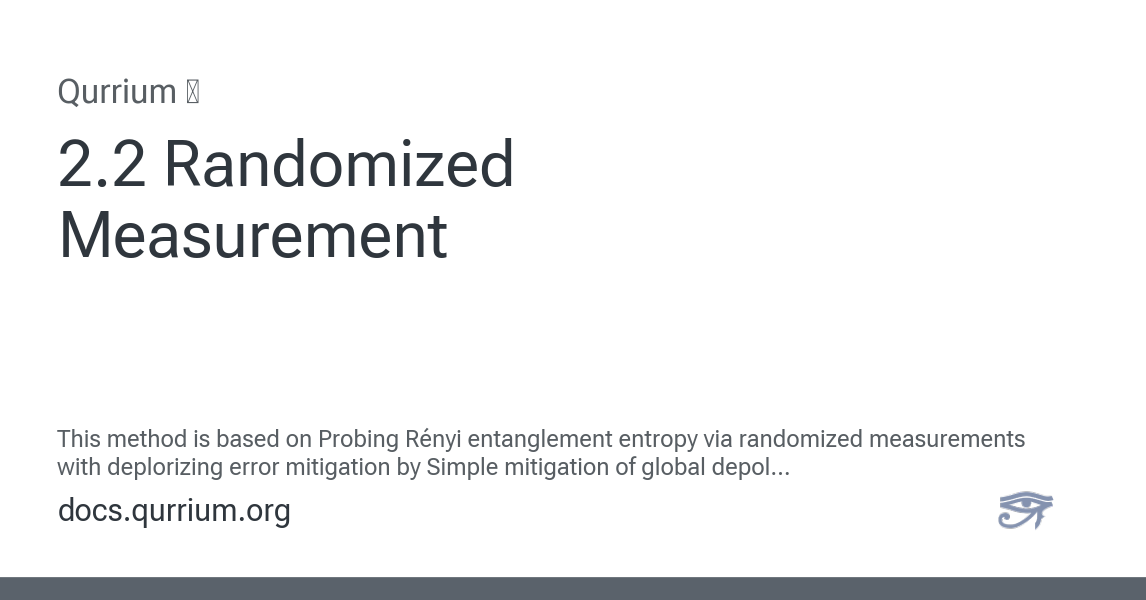 Qurrium
2.2 Randomized
Measurement
This method is based on Probing Rényi entanglement entropy via randomized measurements
with deplorizing error mitigation by Simple mitigation of global depol...
docs.qurrium.org